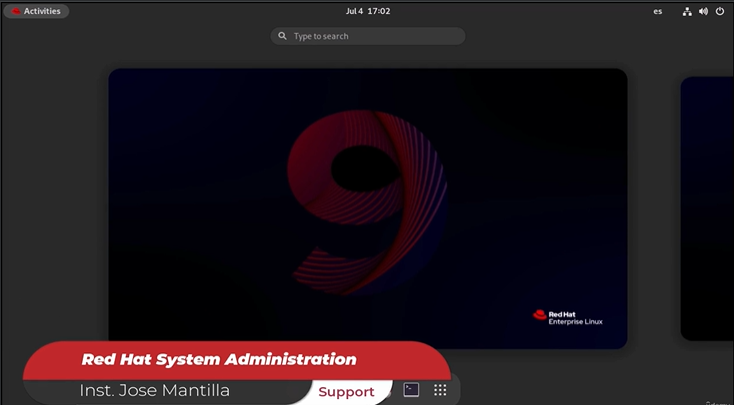 Activities
Jul 4 17:02
es
Type to search
9
Red Hat
Enterprise Linux
Red Hat System Administration
Inst. Jose Mantilla
Support